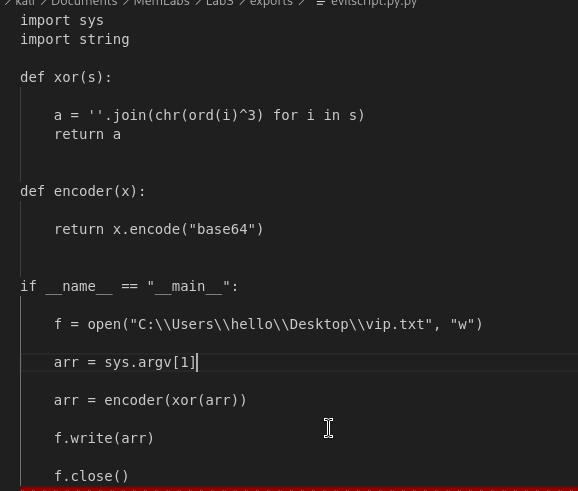 kali > Documents > MemLabs > Lab3 > exports > evilscript.py.py
import sys
import string
def xor(s):
a = ''.join(chr(ord(i)^3) for i in s)
return a
def encoder(x):
return x.encode("base64")
if __name__ == "__main__":
f = open("C:\\Users\\hello\\Desktop\\vip.txt", "w")
arr = sys.argv[1]
arr = encoder(xor(arr))
f.write(arr)
f.close()